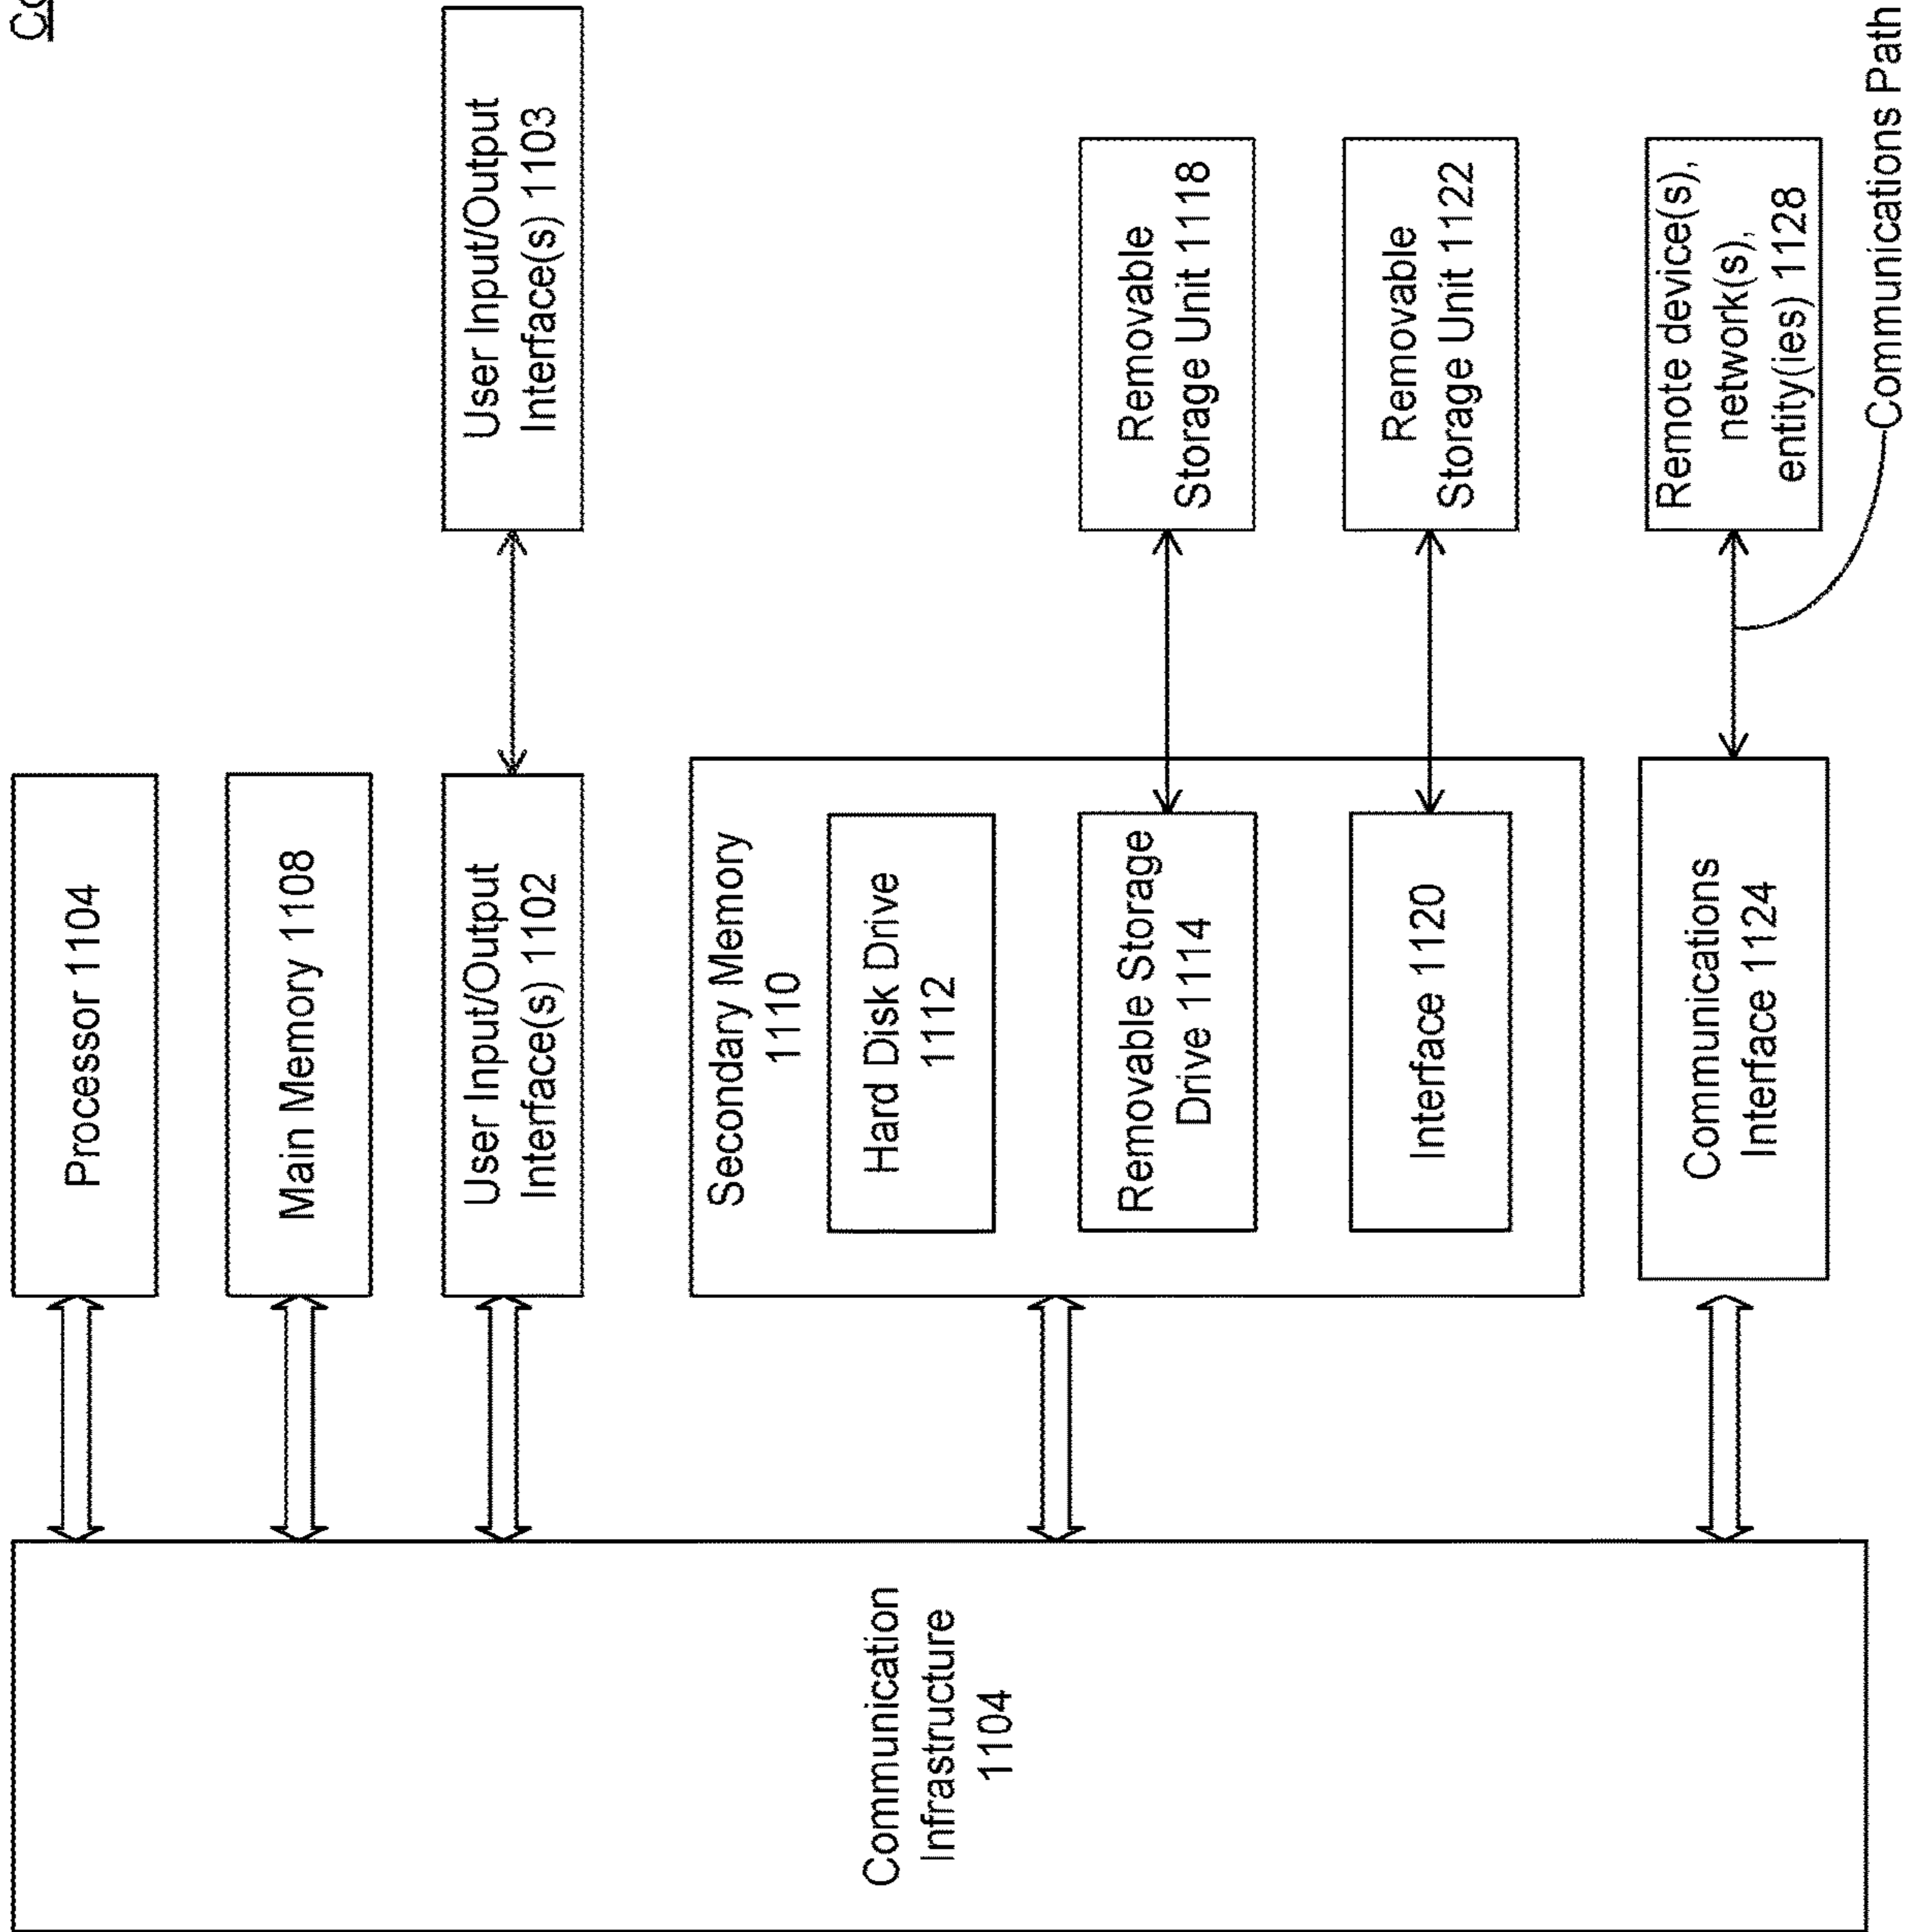 Processor 1104
Main Memory 1108
User Input/Output
Interface(s) 1102
User Input/Output
Interface(s) 1103
Communication
Infrastructure
1104
Secondary Memory
1110
Hard Disk Drive
1112
Removable Storage
Drive 1114
Removable
Storage Unit 1118
Interface 1120
Removable
Storage Unit 1122
Communications
Interface 1124
Remote device(s),
network(s),
entity(ies) 1128
Communications Path